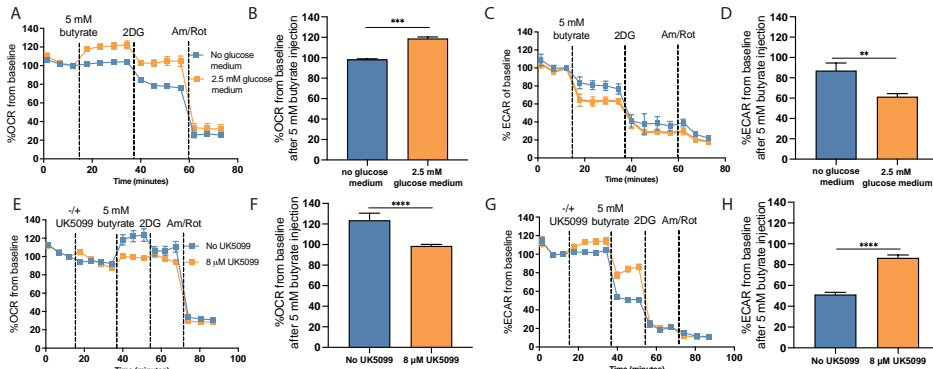 A
5 mM
butyrate
2DG
Am/Rot
No glucose
medium
2.5 mM glucose
medium
%OCR from baseline
140
120
100
80
60
40
20
0
0 20 40 60 80
Time (minutes)
B
***
%OCR from baseline
after 5 mM butyrate injection
140
120
100
80
60
40
20
0
no glucose
medium
2.5 mM
glucose medium
C
5 mM
butyrate
2DG
Am/Rot
% ECAR of baseline
140
120
100
80
60
40
20
0
0 20 40 60 80
Time (minutes)
D
**
%ECAR from baseline
after 5 mM butyrate injection
140
120
100
80
60
40
20
0
no glucose
medium
2.5 mM
glucose medium
E
-/+
UK5099
5 mM
butyrate
2DG
Am/Rot
No UK5099
8 µM UK5099
%OCR from baseline
140
120
100
80
60
40
20
0
0 20 40 60 80 100
Time (minutes)
F
****
%OCR from baseline
after 5 mM butyrate injection
140
120
100
80
60
40
20
0
No UK5099
8 µM UK5099
G
-/+
UK5099
5 mM
butyrate
2DG
Am/Rot
%ECAR from baseline
140
120
100
80
60
40
20
0
0 20 40 60 80 100
Time (minutes)
H
****
%ECAR from baseline
after 5 mM butyrate injection
140
120
100
80
60
40
20
0
No UK5099
8 µM UK5099